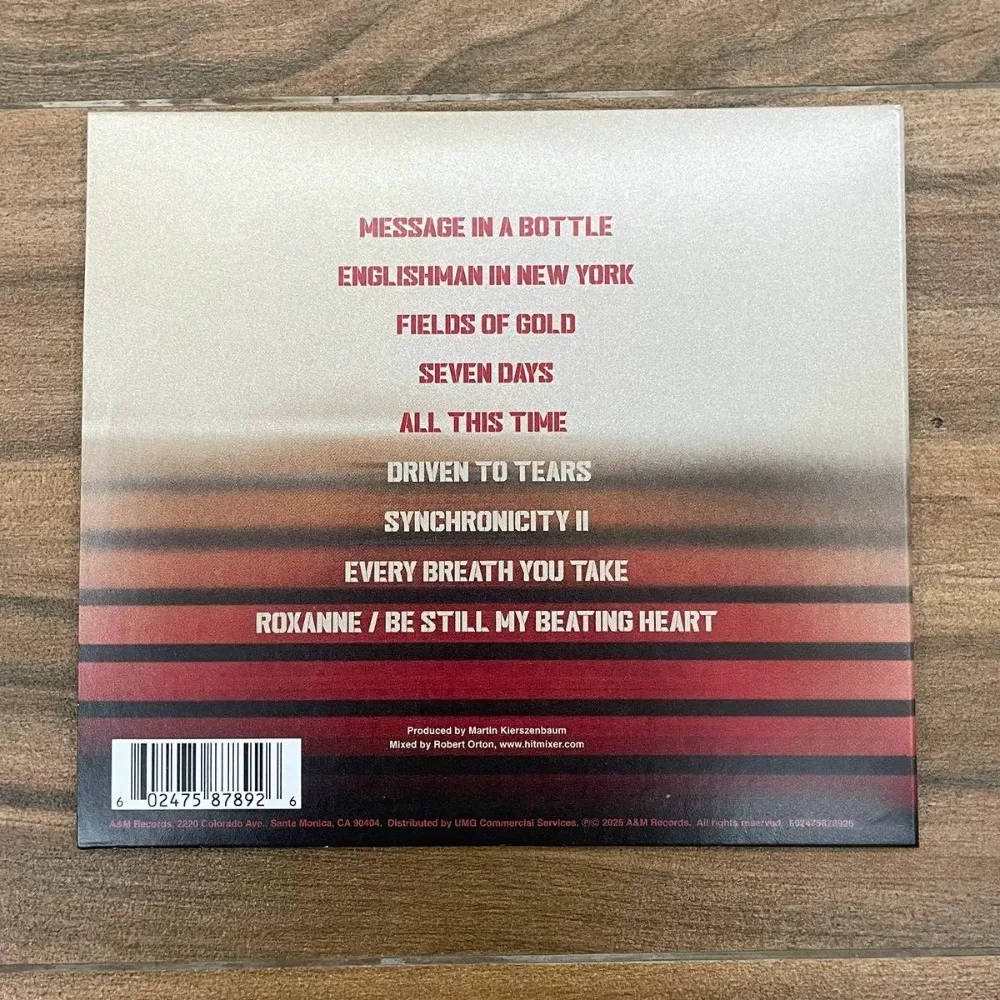 MESSAGE IN A BOTTLE
ENGLISHMAN IN NEW YORK
FIELDS OF GOLD
SEVEN DAYS
ALL THIS TIME
DRIVEN TO TEARS
SYNCHRONICITY II
EVERY BREATH YOU TAKE
ROXANNE / BE STILL MY BEATING HEART
Produced by Martin Kierszenbaum
Mixed by Robert Orton, www.hitmixer.com
6 02475 87892 6
A&M Records, 2220 Colorado Ave., Santa Monica, CA 90404. Distributed by UMG Commercial Services. ℗© 2025 A&M Records. All rights reserved. 602475878926